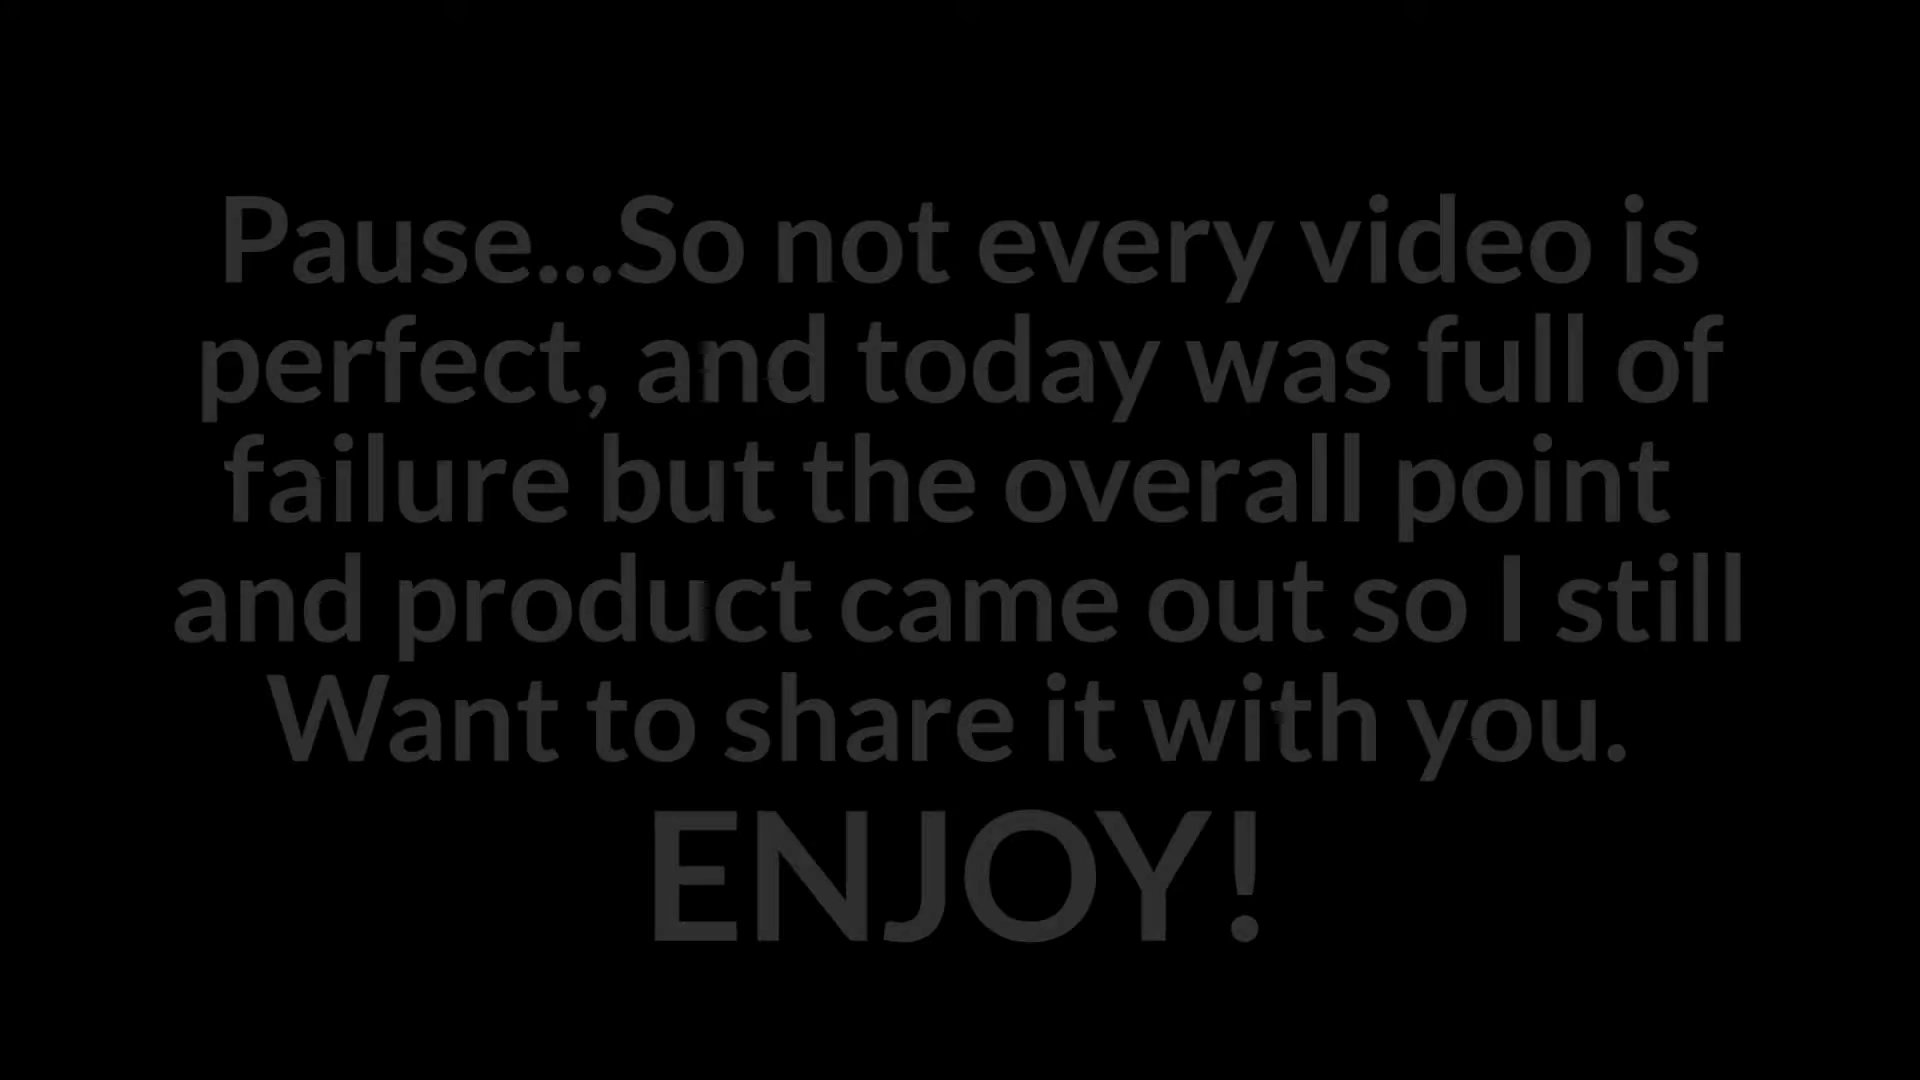 Pause...So not every video is
perfect, and today was full of
failure but the overall point
and product came out so I still
Want to share it with you.
ENJOY!